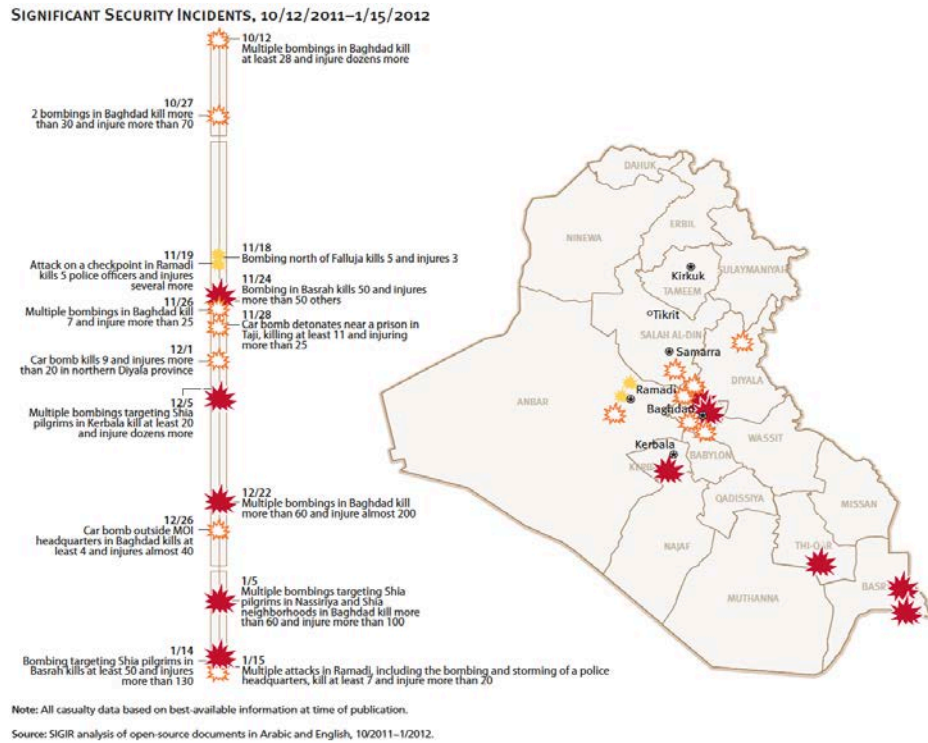 SIGNIFICANT SECURITY INCIDENTS, 10/12/2011–1/15/2012
10/12
Multiple bombings in Baghdad kill
at least 28 and injure dozens more
10/27
2 bombings in Baghdad kill more
than 30 and injure more than 70
11/18
Bombing north of Falluja kills 5 and injures 3
11/19
Attack on a checkpoint in Ramadi
kills 5 police officers and injures
several more
11/24
Bombing in Basrah kills 50 and injures
more than 50 others
11/26
Multiple bombings in Baghdad kill
7 and injure more than 25
11/28
Car bomb detonates near a prison in
Taji, killing at least 11 and injuring
more than 25
12/1
Car bomb kills 9 and injures more
than 20 in northern Diyala province
12/5
Multiple bombings targeting Shia
pilgrims in Kerbala kill at least 20
and injure dozens more
12/22
Multiple bombings in Baghdad kill
more than 60 and injure almost 200
12/26
Car bomb outside MOI
headquarters in Baghdad kills at
least 4 and injures almost 40
1/5
Multiple bombings targeting Shia
pilgrims in Nassiriya and Shia
neighborhoods in Baghdad kill more
than 60 and injure more than 100
1/14
Bombing targeting Shia pilgrims in
Basrah kills at least 50 and injures
more than 130
1/15
Multiple attacks in Ramadi, including the bombing and storming of a police
headquarters, kill at least 7 and injure more than 20
DAHUK
ERBIL
NINEWA
SULAYMANIYAH
Kirkuk
TAMEEM
Tikrit
SALAH AL-DIN
Samarra
DIYALA
Ramadi
ANBAR
Baghdad
WASSIT
Kerbala
BABYLON
QADISSIYA
MISSAN
NAJAF
THI-QAR
BASR
MUTHANNA
Note: All casualty data based on best-available information at time of publication.
Source: SIGIR analysis of open-source documents in Arabic and English, 10/2011–1/2012.